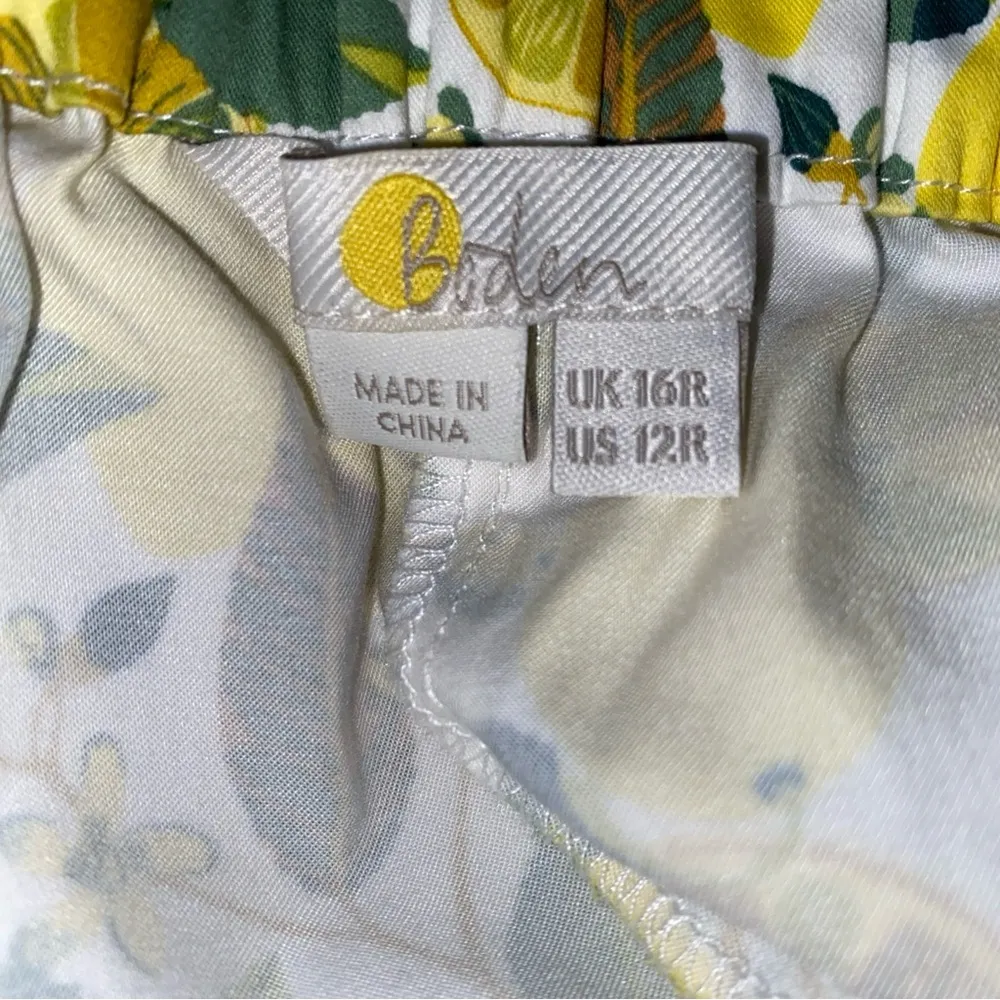 Boden
MADE IN
CHINA
UK 16R
US 12R